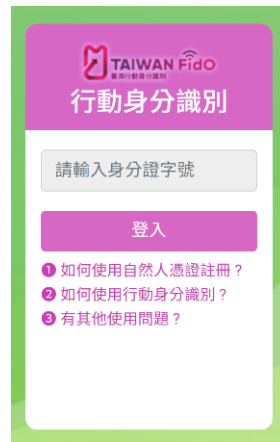 TAIWAN FidO
臺灣行動身分識別
行動身分識別
請輸入身分證字號
登入
❶ 如何使用自然人憑證註冊？
❷ 如何使用行動身分識別？
❸ 有其他使用問題？